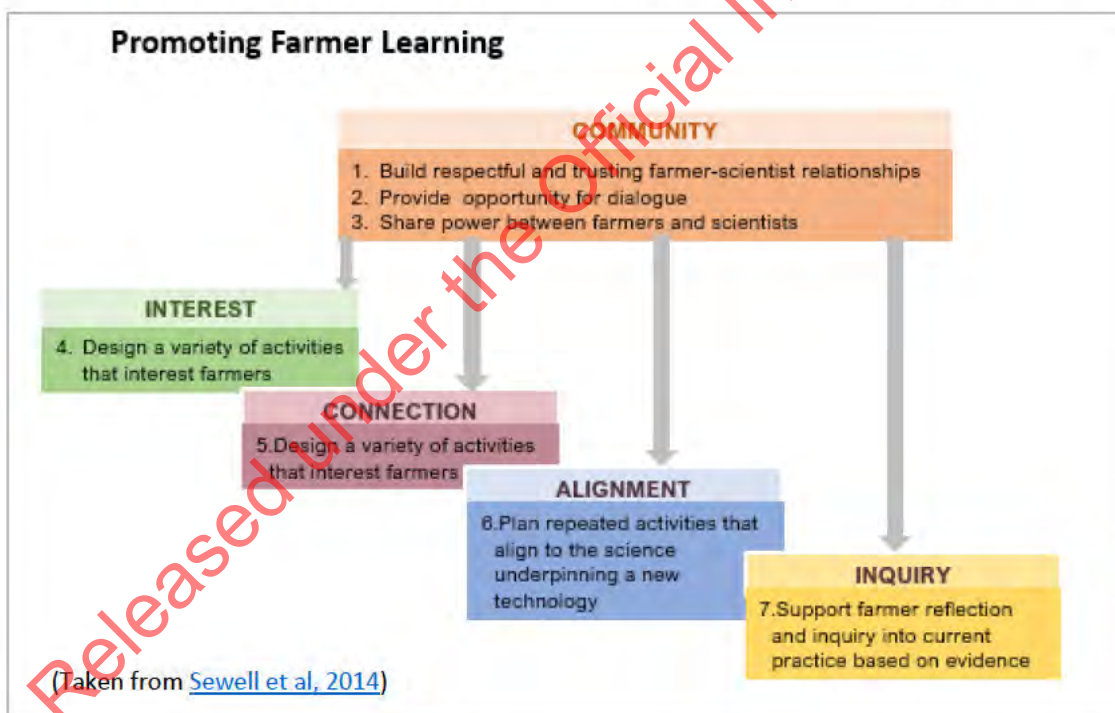 Promoting Farmer Learning
COMMUNITY
1. Build respectful and trusting farmer-scientist relationships
2. Provide opportunity for dialogue
3. Share power between farmers and scientists
INTEREST
4. Design a variety of activities
that interest farmers
CONNECTION
5.Design a variety of activities
that interest farmers
ALIGNMENT
6.Plan repeated activities that
align to the science
underpinning a new
technology
INQUIRY
7.Support farmer reflection
and inquiry into current
practice based on evidence
(Taken from Sewell et al, 2014)
Released under the Official